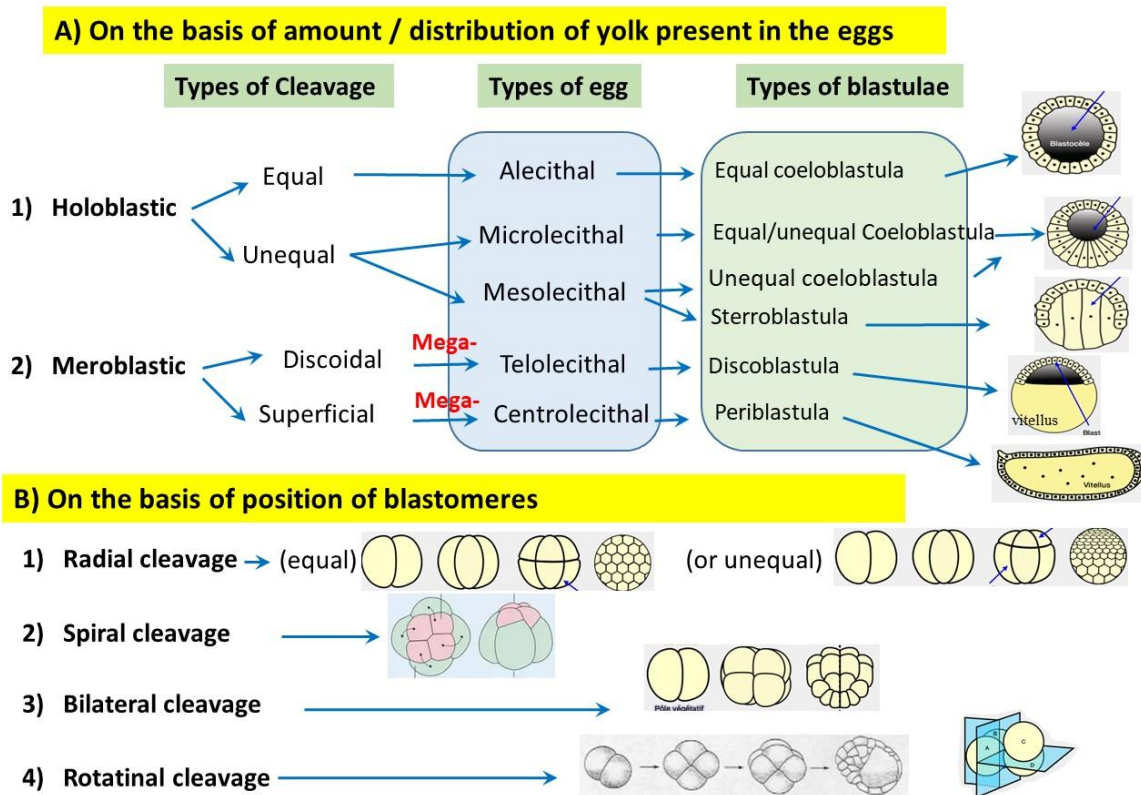 A) On the basis of amount / distribution of yolk present in the eggs
Types of Cleavage
Types of egg
Types of blastulae
Blastocèle
Equal
Alecithal
Equal coeloblastula
1) Holoblastic
Unequal
Microlecithal
Equal/unequal Coeloblastula
Mesolecithal
Unequal coeloblastula
Sterroblastula
2) Meroblastic
Discoidal
Mega-
Telolecithal
Discoblastula
Superficial
Mega-
Centrolecithal
Periblastula
vitellus
Blast
Vitellus
B) On the basis of position of blastomeres
1) Radial cavage
(equal)
(or unequal)
2) Spiral cleavage
3) Bilateral cleavage
Pôle végétatif
4) Rotatinal cleavage
A
B
C
D